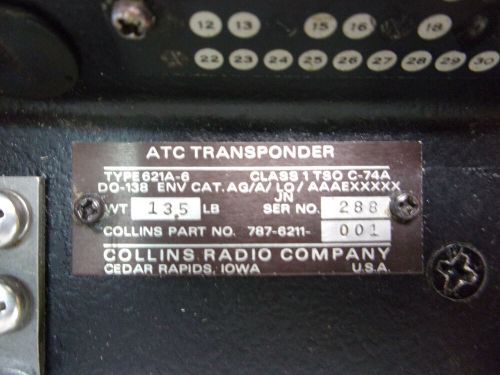 12 13 15 16 18
22 23 24 25 26 27 28 29 30
ATC TRANSPONDER
TYPE 621A-6 CLASS 1 TSO C-74A
DO-138 ENV CAT. AG/A/LO/AAAEXXXXX
JN
WT 13.5 LB SER NO. 288
COLLINS PART NO. 787-6211- 001
COLLINS RADIO COMPANY
CEDAR RAPIDS, IOWA U.S.A.